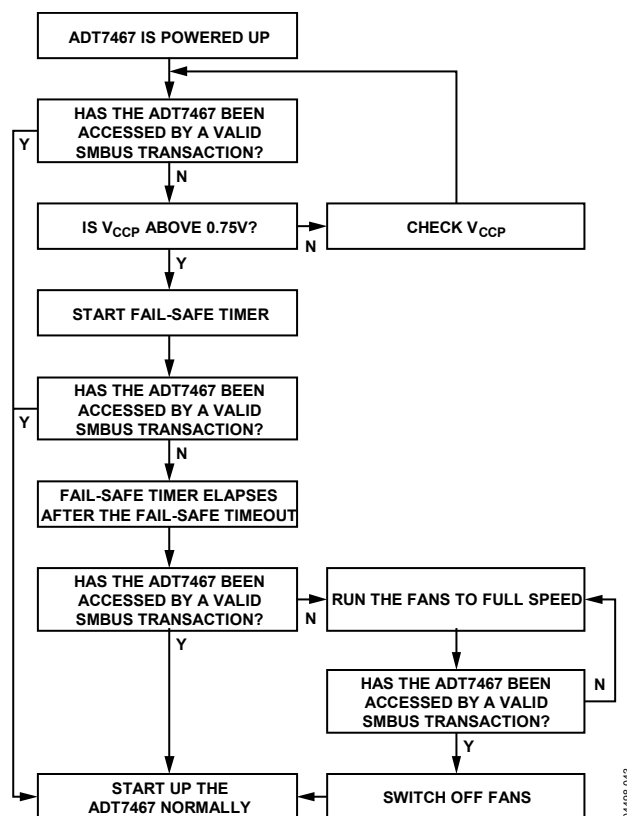 ADT7467 IS POWERED UP
HAS THE ADT7467 BEEN
ACCESSED BY A VALID
SMBUS TRANSACTION?
Y
N
IS VCCP ABOVE 0.75V?
N
CHECK VCCP
Y
START FAIL-SAFE TIMER
HAS THE ADT7467 BEEN
ACCESSED BY A VALID
SMBUS TRANSACTION?
Y
N
FAIL-SAFE TIMER ELAPSES
AFTER THE FAIL-SAFE TIMEOUT
HAS THE ADT7467 BEEN
ACCESSED BY A VALID
SMBUS TRANSACTION?
N
RUN THE FANS TO FULL SPEED
Y
HAS THE ADT7467 BEEN
ACCESSED BY A VALID
SMBUS TRANSACTION?
N
Y
START UP THE
ADT7467 NORMALLY
SWITCH OFF FANS